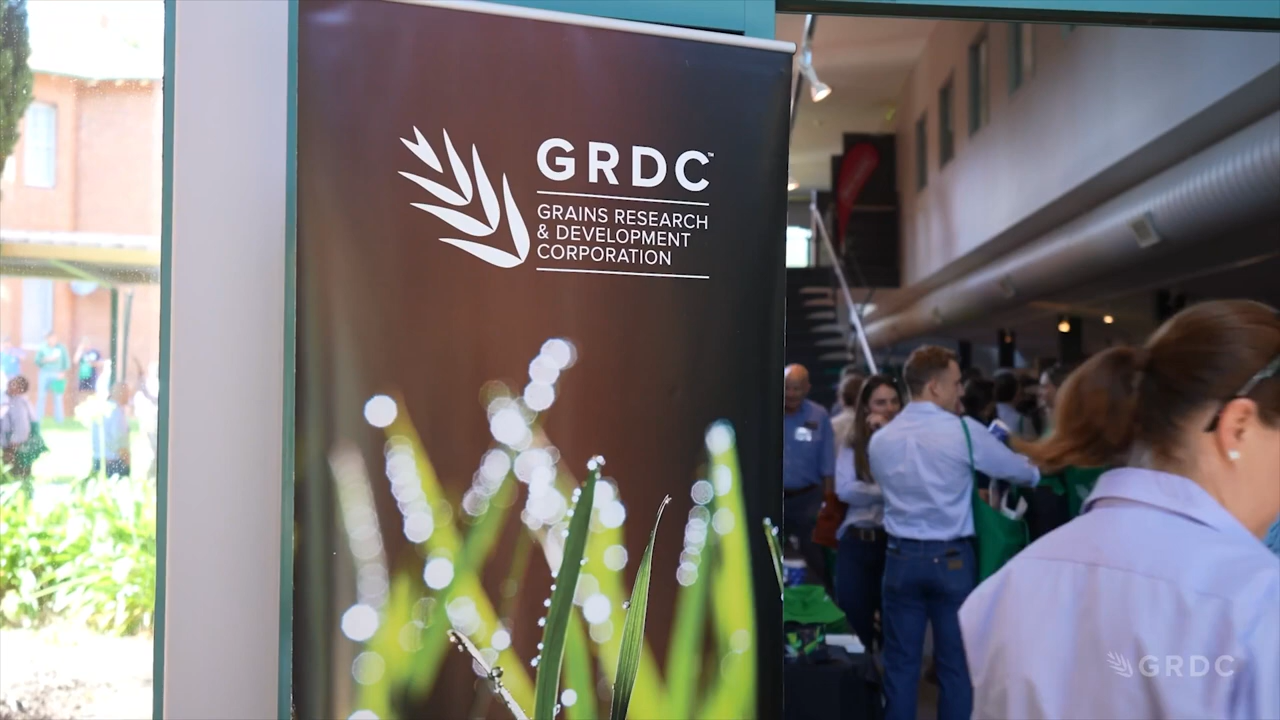 GRDC™
GRAINS RESEARCH
& DEVELOPMENT
CORPORATION
GRDC